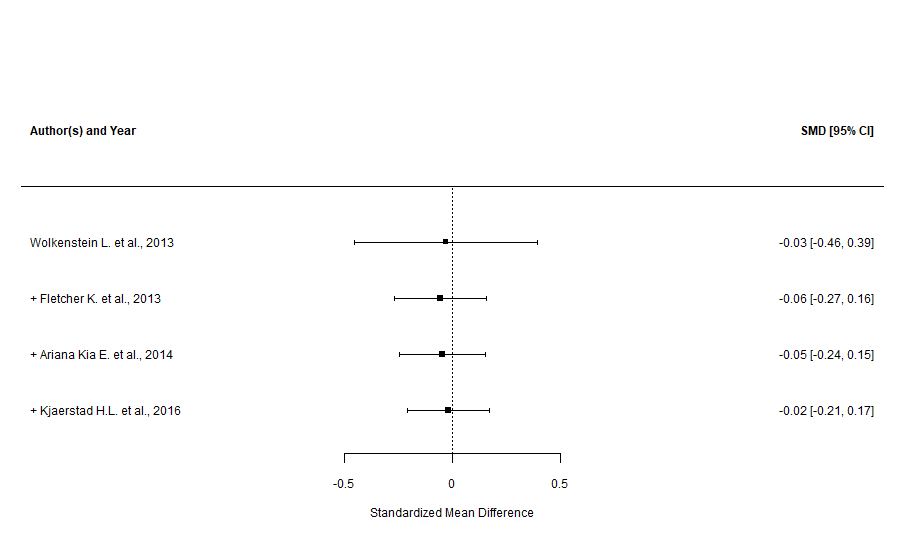 Author(s) and Year SMD [95% CI]
Wolkenstein L. et al., 2013 -0.03 [-0.46, 0.39]
+ Fletcher K. et al., 2013 -0.06 [-0.27, 0.16]
+ Ariana Kia E. et al., 2014 -0.05 [-0.24, 0.15]
+ Kjaerstad H.L. et al., 2016 -0.02 [-0.21, 0.17]
-0.5 0 0.5
Standardized Mean Difference